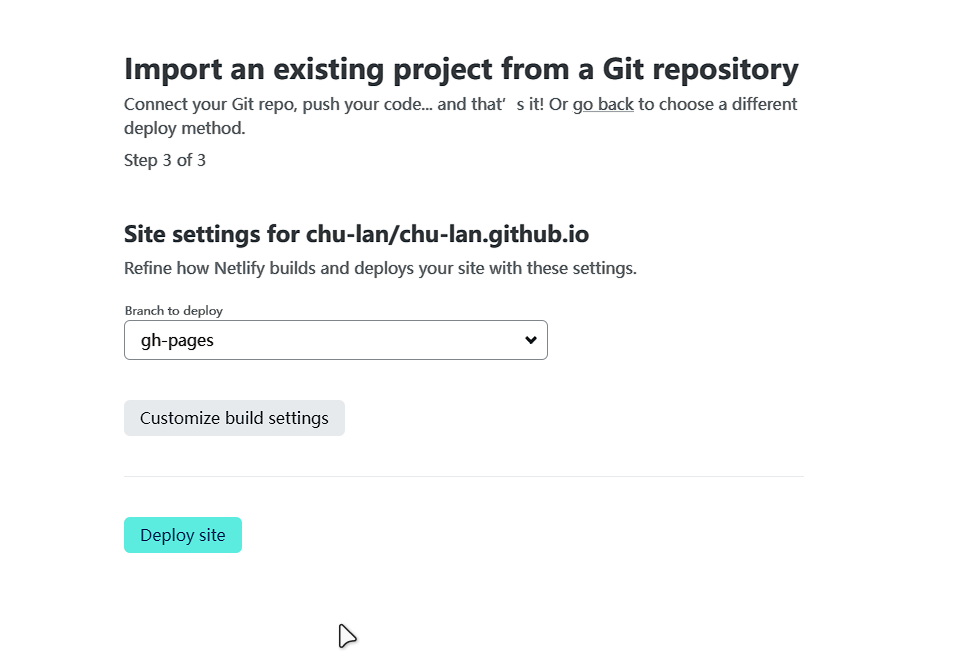 Import an existing project from a Git repository
Connect your Git repo, push your code... and that’s it! Or go back to choose a different
deploy method.
Step 3 of 3
Site settings for chu-lan/chu-lan.github.io
Refine how Netlify builds and deploys your site with these settings.
Branch to deploy
gh-pages
Customize build settings
Deploy site